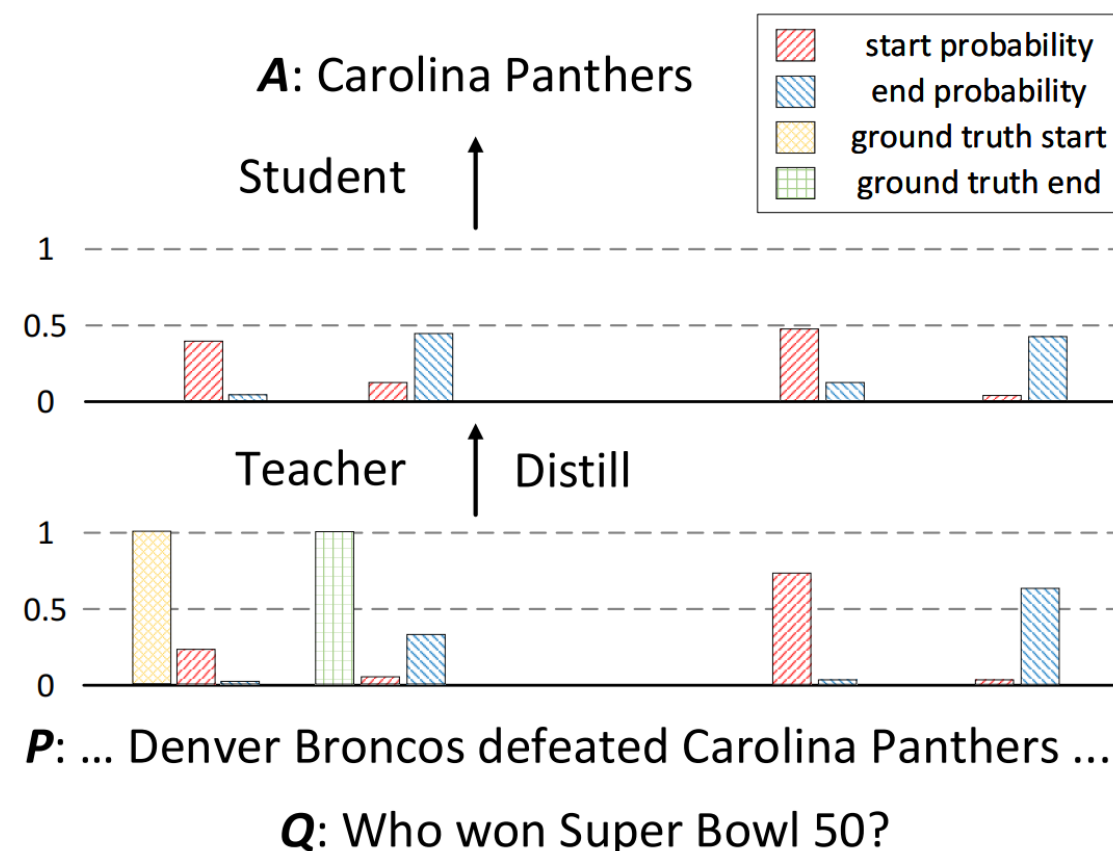 A: Carolina Panthers
start probability
end probability
ground truth start
ground truth end
Student
1
0.5
0
Teacher
Distill
1
0.5
0
P: ... Denver Broncos defeated Carolina Panthers ...
Q: Who won Super Bowl 50?